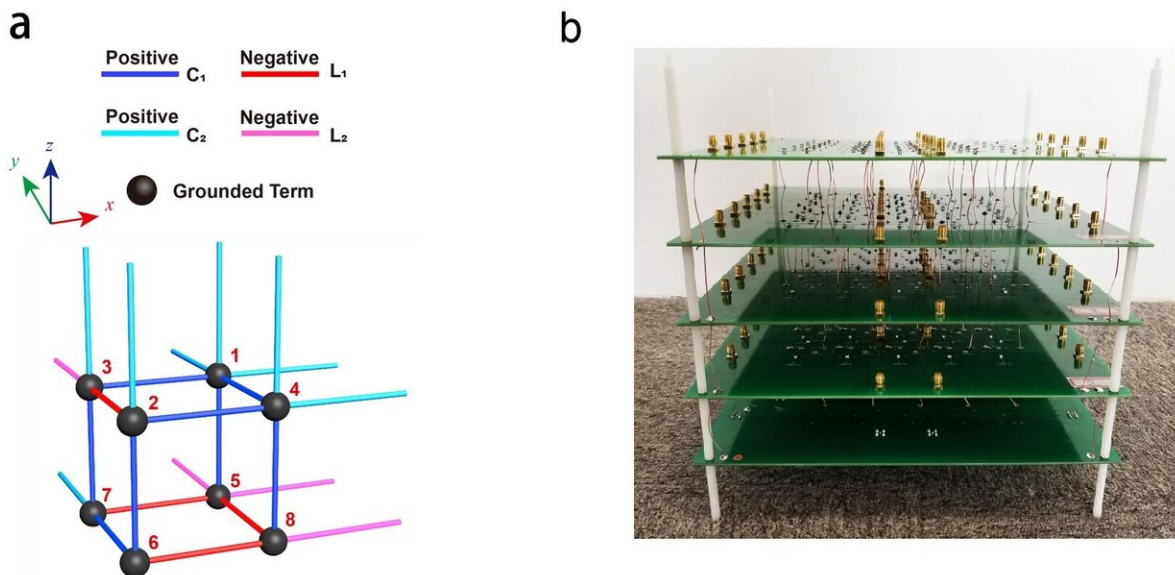 a
b
Positive C₁
Negative L₁
Positive C₂
Negative L₂
z
y
x
Grounded Term
3
1
2
4
7
5
6
8